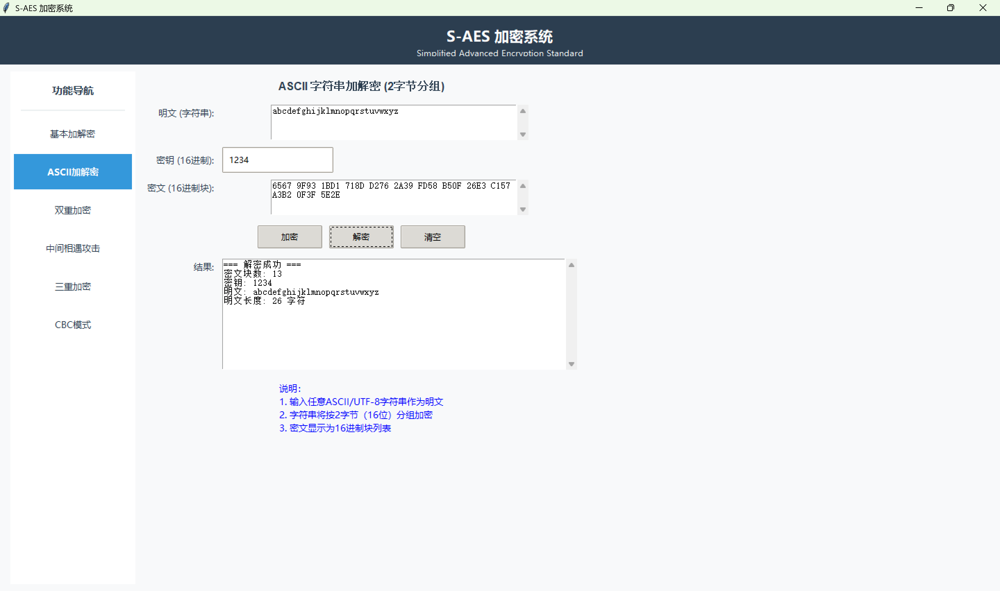 S-AES 加密系统
S-AES 加密系统
Simplified Advanced Encryption Standard
功能导航
基本加解密
ASCII加解密
双重加密
中间相遇攻击
三重加密
CBC模式
ASCII 字符串加解密 (2字节分组)
明文 (字符串):
abcdefghijklmnopqrstuvwxyz
密钥 (16进制):
1234
密文 (16进制块):
6567 9F93 1BD1 718D D276 2A39 FD58 B50F 26E3 C157
A3B2 0F3F 5E2E
加密
解密
清空
结果:
=== 解密成功 ===
密文块数: 13
密钥: 1234
明文: abcdefghijklmnopqrstuvwxyz
明文长度: 26 字符
说明:
1. 输入任意ASCII/UTF-8字符串作为明文
2. 字符串将按2字节（16位）分组加密
3. 密文显示为16进制块列表